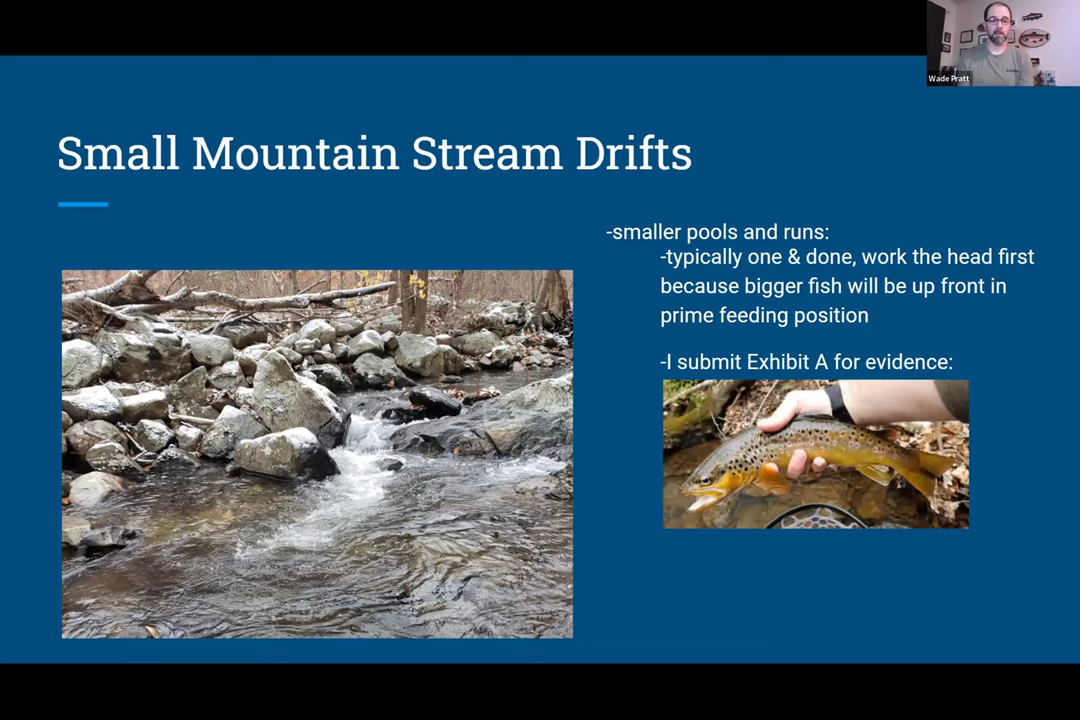 Wade Pratt
Small Mountain Stream Drifts
-smaller pools and runs:
-typically one & done, work the head first
because bigger fish will be up front in
prime feeding position
-I submit Exhibit A for evidence: